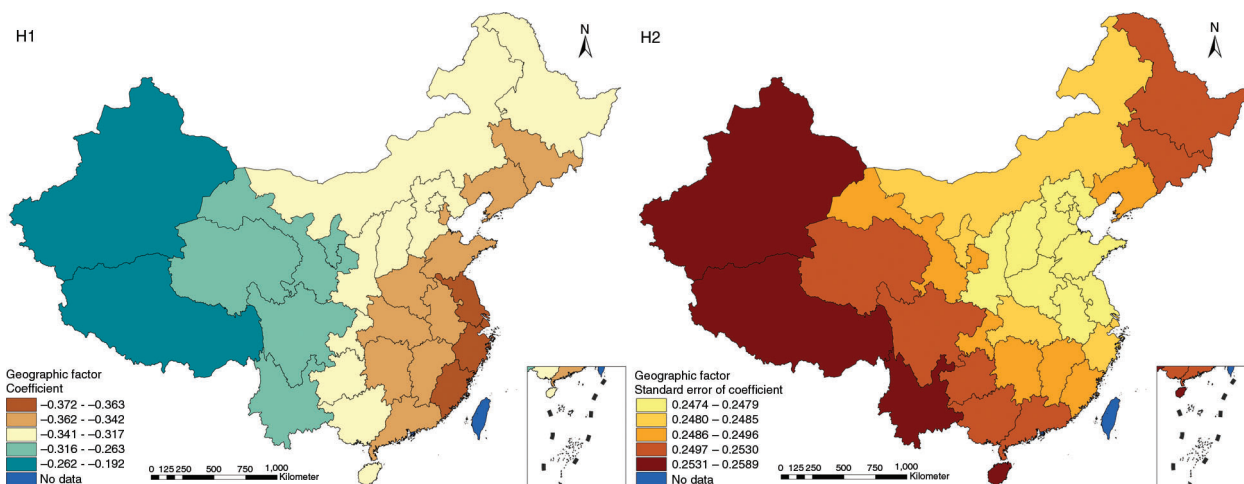 H1
N
Geographic factor
Coefficient
−0.372 - −0.363
−0.362 - −0.342
−0.341 - −0.317
−0.316 - −0.263
−0.262 - −0.192
No data
0 125 250 500 750 1,000
Kilometer
H2
N
Geographic factor
Standard error of coefficient
0.2474 – 0.2479
0.2480 – 0.2485
0.2486 – 0.2496
0.2497 – 0.2530
0.2531 – 0.2589
No data
0 125 250 500 750 1,000
Kilometer